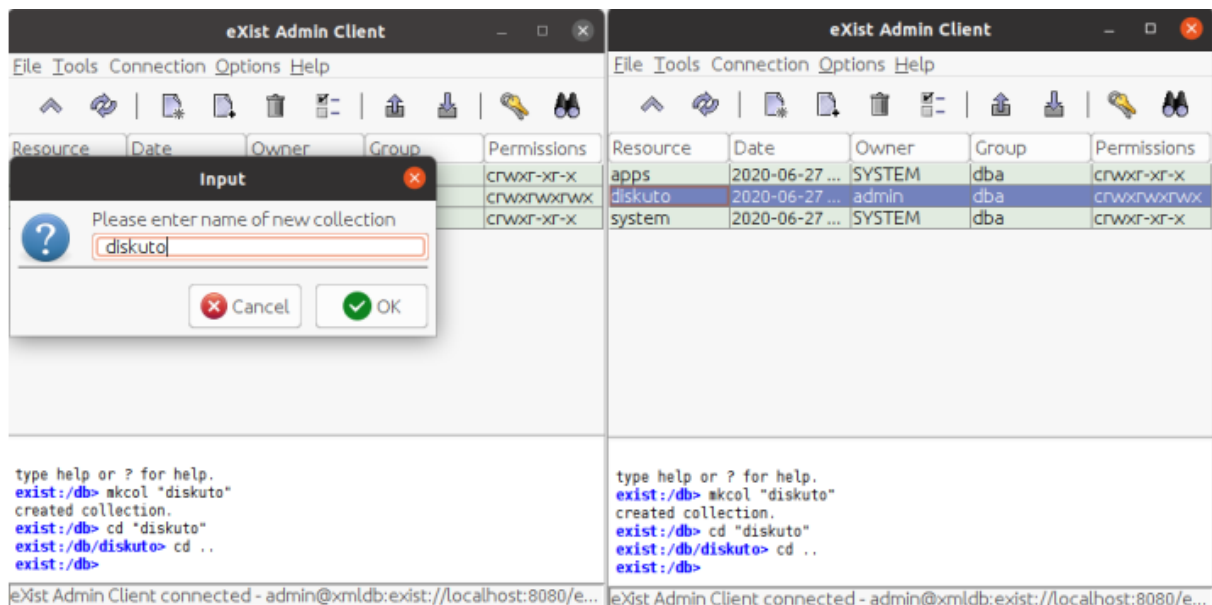 eXist Admin Client
File Tools Connection Options Help
Resource Date Owner Group Permissions
crwxr-xr-x
crwxrwxrwx
crwxr-xr-x
Input
Please enter name of new collection
diskuto
Cancel OK
type help or ? for help.
exist:/db> mkcol "diskuto"
created collection.
exist:/db> cd "diskuto"
exist:/db/diskuto> cd ..
exist:/db>
eXist Admin Client connected - admin@xmldb:exist://localhost:8080/e...
eXist Admin Client
File Tools Connection Options Help
Resource Date Owner Group Permissions
apps 2020-06-27 ... SYSTEM dba crwxr-xr-x
diskuto 2020-06-27 ... admin dba crwxrwxrwx
system 2020-06-27 ... SYSTEM dba crwxr-xr-x
type help or ? for help.
exist:/db> mkcol "diskuto"
created collection.
exist:/db> cd "diskuto"
exist:/db/diskuto> cd ..
exist:/db>
eXist Admin Client connected - admin@xmldb:exist://localhost:8080/e...